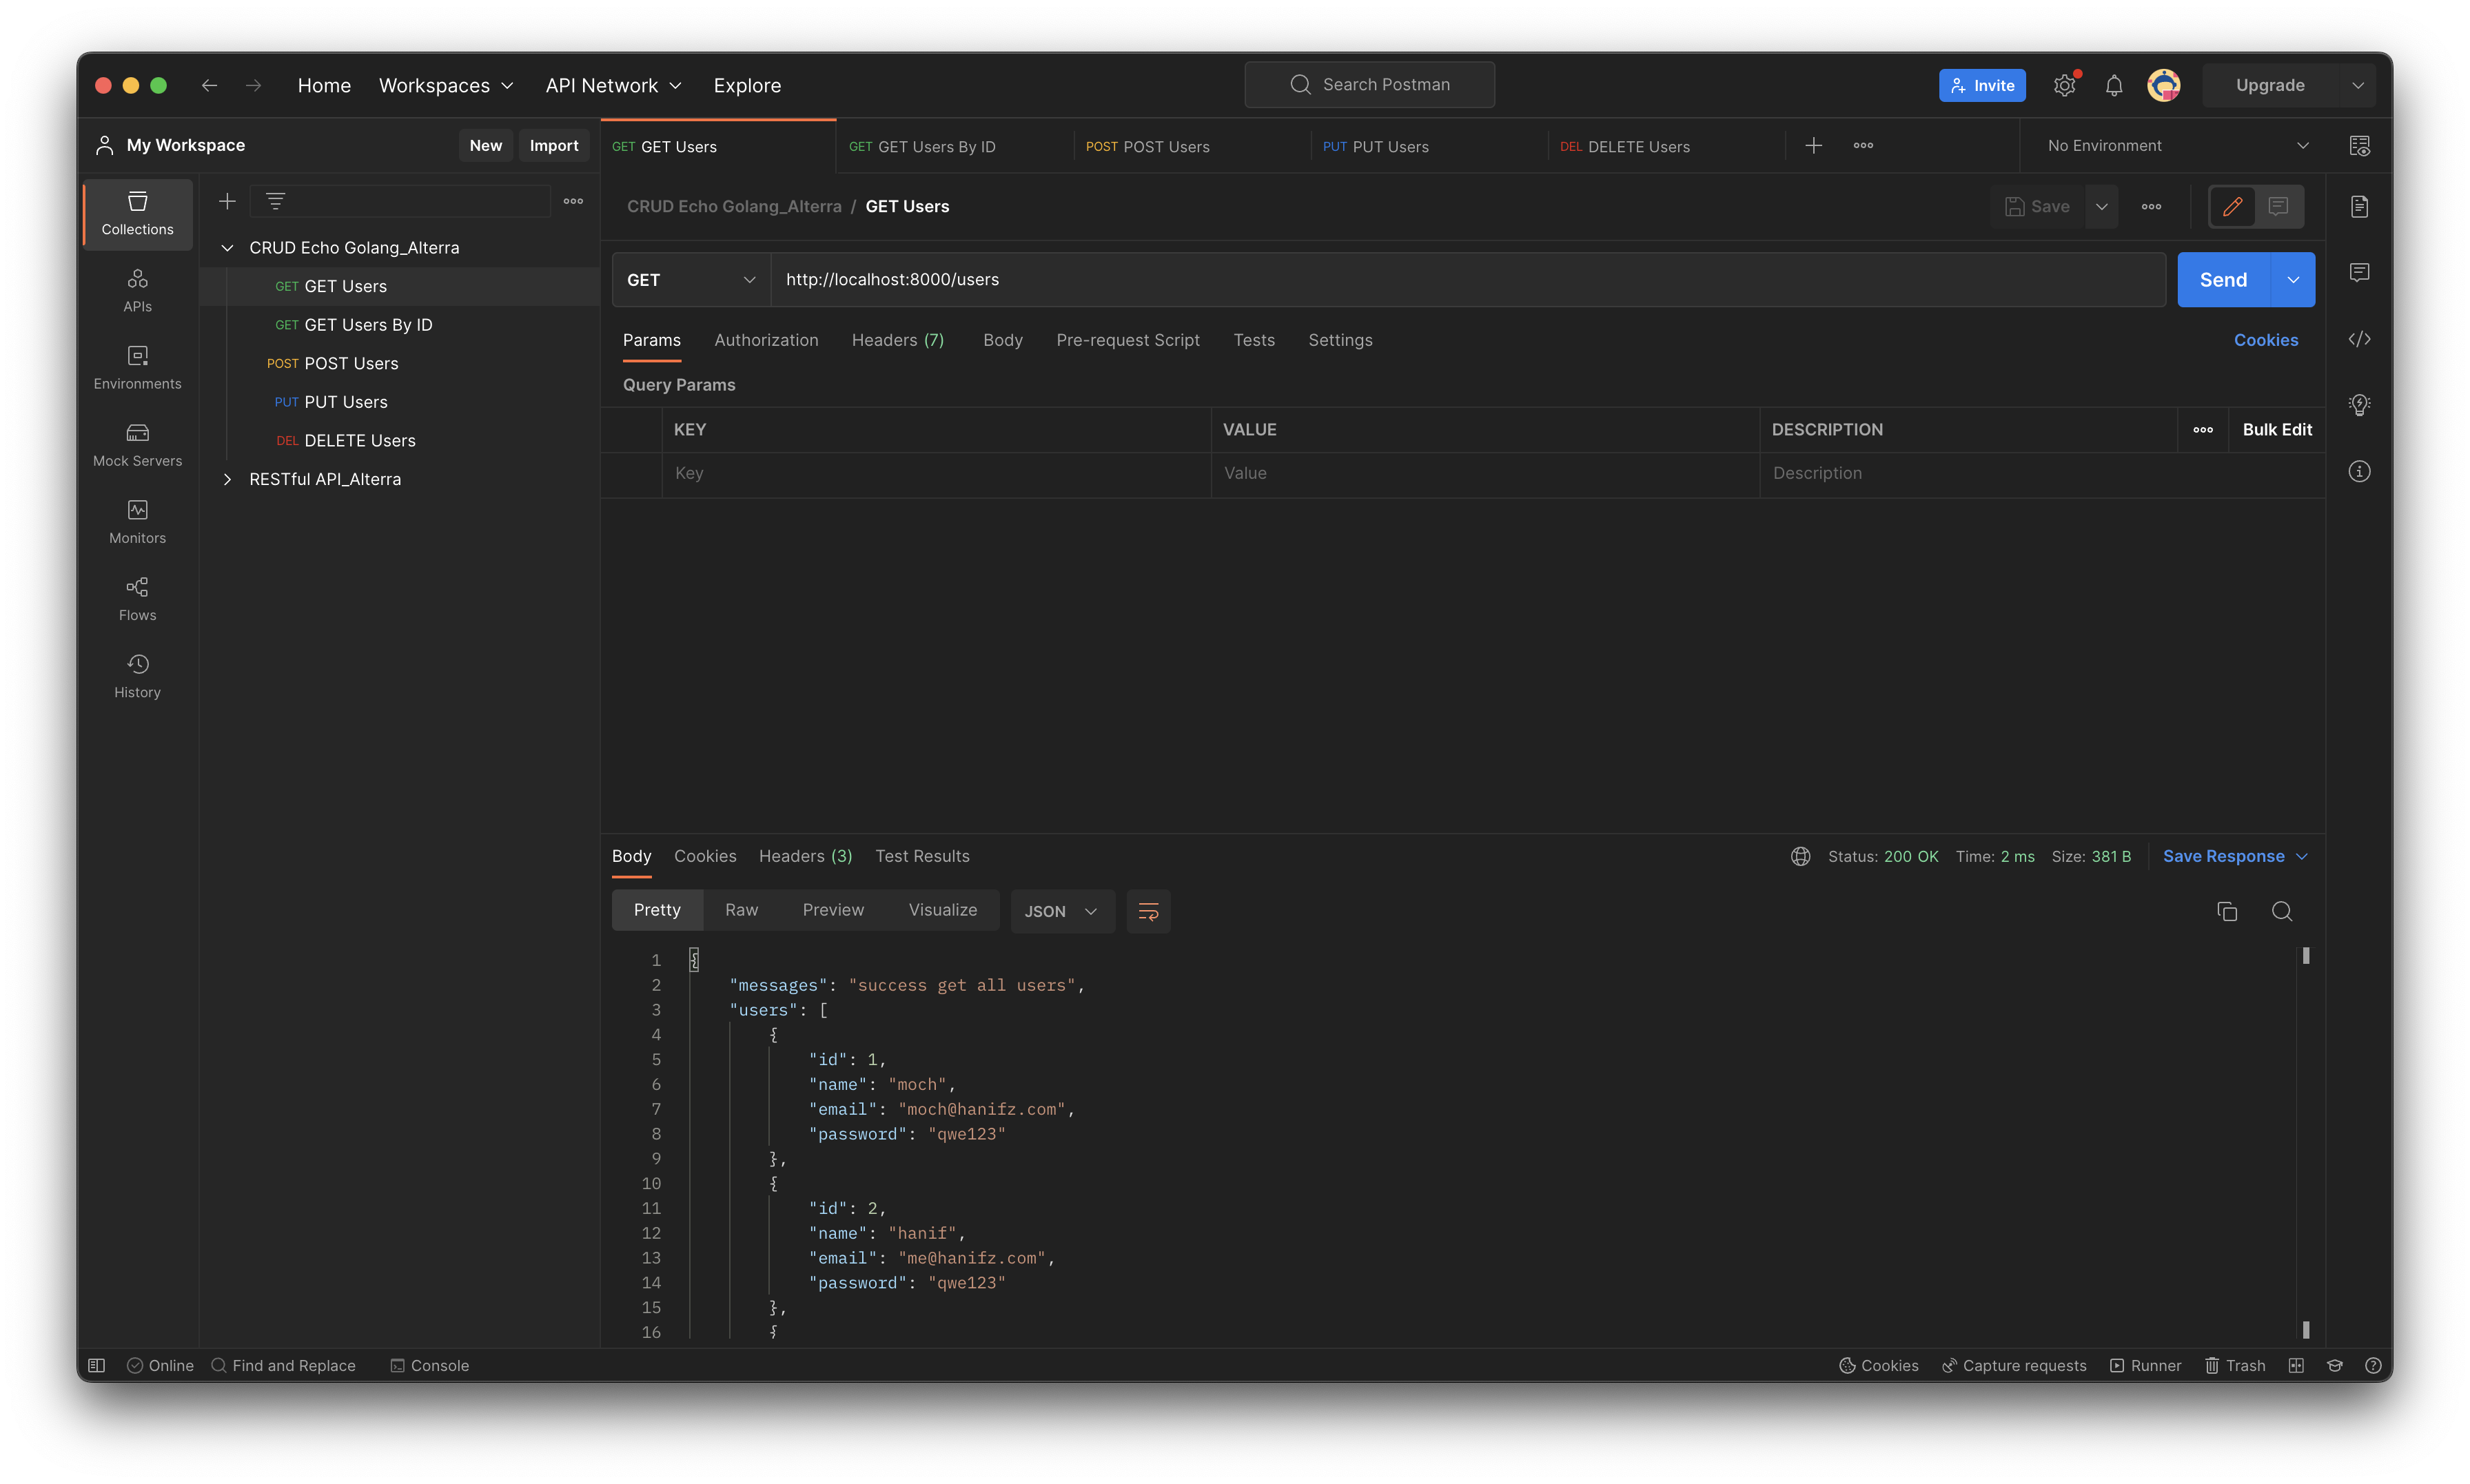 Home Workspaces API Network Explore Search Postman Invite Upgrade
My Workspace New Import
GET GET Users GET GET Users By ID POST POST Users PUT PUT Users DEL DELETE Users No Environment
Collections
APIs
Environments
Mock Servers
Monitors
Flows
History
CRUD Echo Golang_Alterra
GET GET Users
GET GET Users By ID
POST POST Users
PUT PUT Users
DEL DELETE Users
RESTful API_Alterra
CRUD Echo Golang_Alterra / GET Users Save
GET http://localhost:8000/users Send
Params Authorization Headers (7) Body Pre-request Script Tests Settings Cookies
Query Params
KEY VALUE DESCRIPTION Bulk Edit
Key Value Description
Body Cookies Headers (3) Test Results Status: 200 OK Time: 2 ms Size: 381 B Save Response
Pretty Raw Preview Visualize JSON
1 {
2 "messages": "success get all users",
3 "users": [
4 {
5 "id": 1,
6 "name": "moch",
7 "email": "moch@hanifz.com",
8 "password": "qwe123"
9 },
10 {
11 "id": 2,
12 "name": "hanif",
13 "email": "me@hanifz.com",
14 "password": "qwe123"
15 },
16 {
Online Find and Replace Console Cookies Capture requests Runner Trash